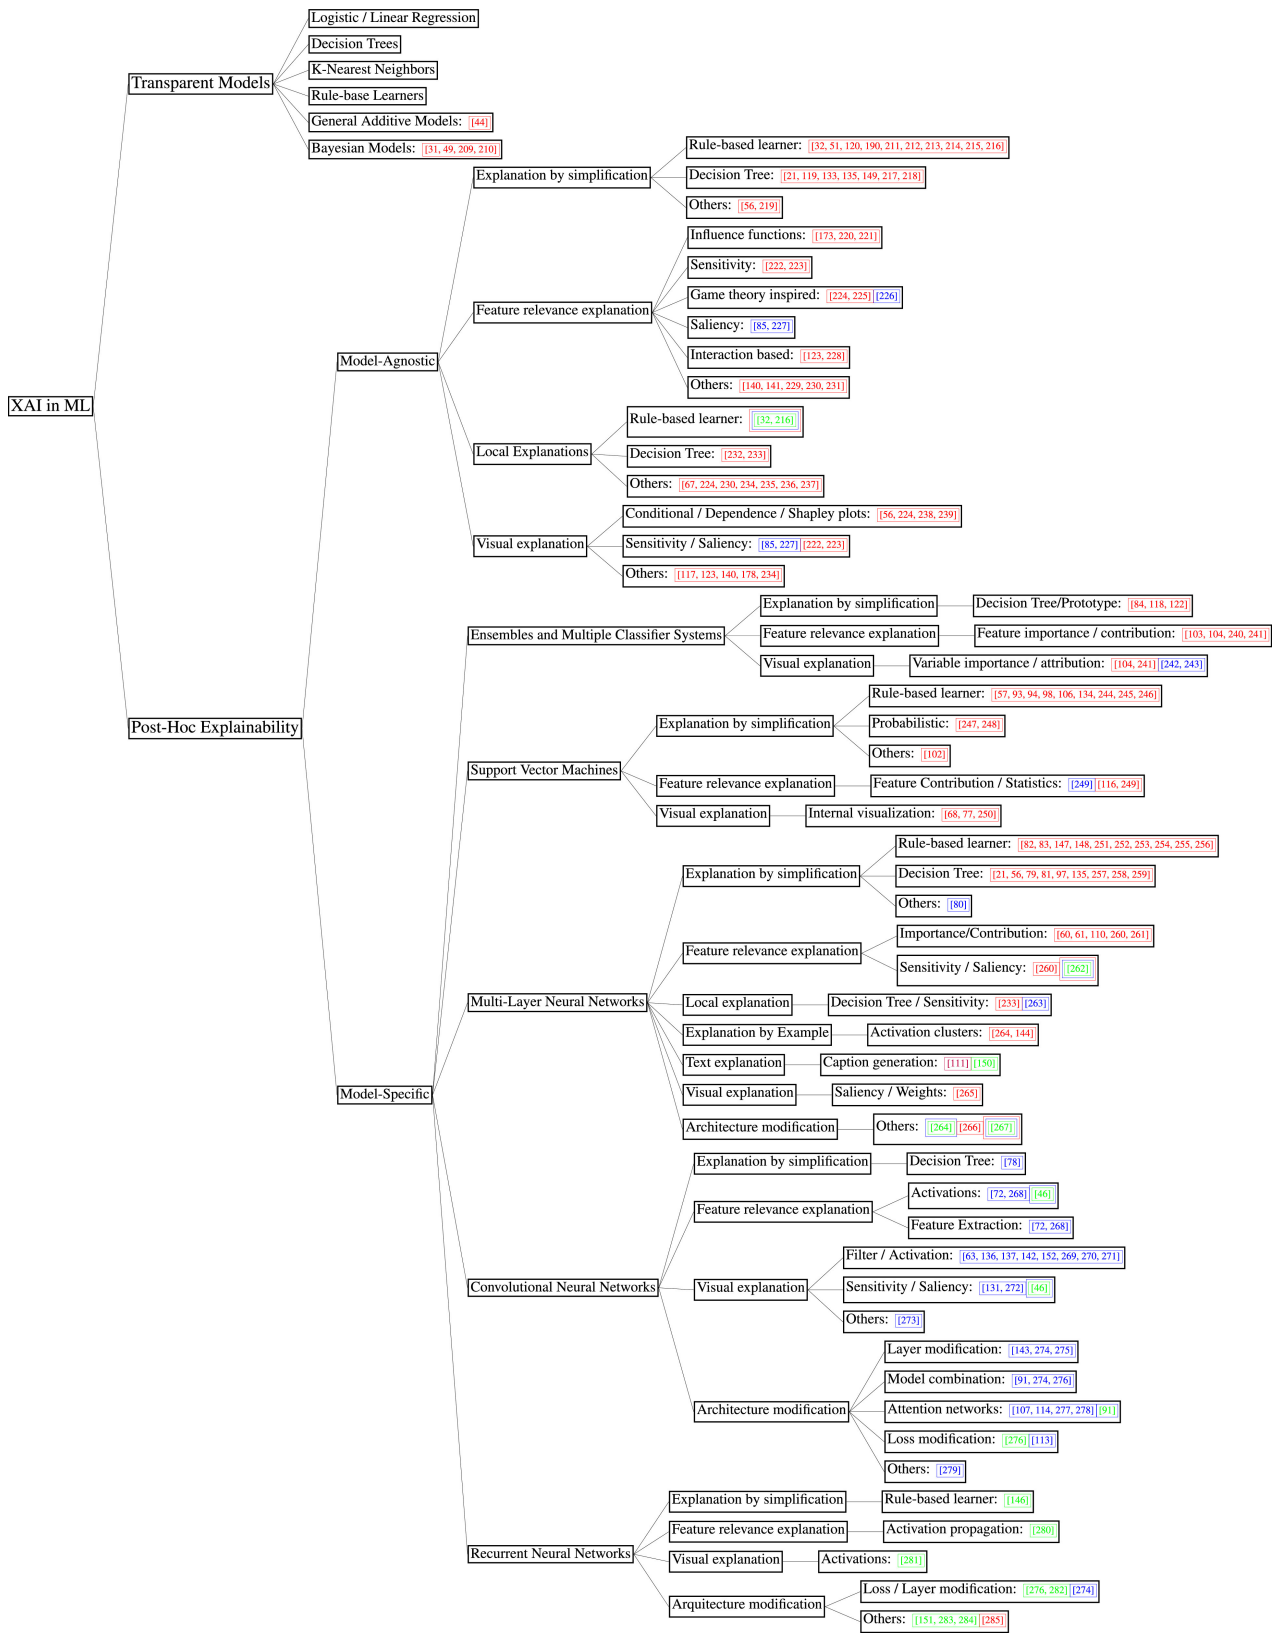 XAI in ML
Transparent Models
Logistic / Linear Regression
Decision Trees
K-Nearest Neighbors
Rule-base Learners
General Additive Models: [44]
Bayesian Models: [31, 49, 209, 210]
Post-Hoc Explainability
Model-Agnostic
Explanation by simplification
Rule-based learner: [32, 51, 120, 190, 211, 212, 213, 214, 215, 216]
Decision Tree: [21, 119, 133, 135, 149, 217, 218]
Others: [56, 219]
Feature relevance explanation
Influence functions: [173, 220, 221]
Sensitivity: [222, 223]
Game theory inspired: [224, 225] [226]
Saliency: [85, 227]
Interaction based: [123, 228]
Others: [140, 141, 229, 230, 231]
Local Explanations
Rule-based learner: [32, 216]
Decision Tree: [232, 233]
Others: [67, 224, 230, 234, 235, 236, 237]
Visual explanation
Conditional / Dependence / Shapley plots: [56, 224, 238, 239]
Sensitivity / Saliency: [85, 227] [222, 223]
Others: [117, 123, 140, 178, 234]
Model-Specific
Ensembles and Multiple Classifier Systems
Explanation by simplification
Decision Tree/Prototype: [84, 118, 122]
Feature relevance explanation
Feature importance / contribution: [103, 104, 240, 241]
Visual explanation
Variable importance / attribution: [104, 241] [242, 243]
Support Vector Machines
Explanation by simplification
Rule-based learner: [57, 93, 94, 98, 106, 134, 244, 245, 246]
Probabilistic: [247, 248]
Others: [102]
Feature relevance explanation
Feature Contribution / Statistics: [249] [116, 249]
Visual explanation
Internal visualization: [68, 77, 250]
Multi-Layer Neural Networks
Explanation by simplification
Rule-based learner: [82, 83, 147, 148, 251, 252, 253, 254, 255, 256]
Decision Tree: [21, 56, 79, 81, 97, 135, 257, 258, 259]
Others: [80]
Feature relevance explanation
Importance/Contribution: [60, 61, 110, 260, 261]
Sensitivity / Saliency: [260] [262]
Local explanation
Decision Tree / Sensitivity: [233] [263]
Explanation by Example
Activation clusters: [264, 144]
Text explanation
Caption generation: [111] [150]
Visual explanation
Saliency / Weights: [265]
Architecture modification
Others: [264] [266] [267]
Convolutional Neural Networks
Explanation by simplification
Decision Tree: [78]
Feature relevance explanation
Activations: [72, 268] [46]
Feature Extraction: [72, 268]
Visual explanation
Filter / Activation: [63, 136, 137, 142, 152, 269, 270, 271]
Sensitivity / Saliency: [131, 272] [46]
Others: [273]
Architecture modification
Layer modification: [143, 274, 275]
Model combination: [91, 274, 276]
Attention networks: [107, 114, 277, 278] [91]
Loss modification: [276] [113]
Others: [279]
Recurrent Neural Networks
Explanation by simplification
Rule-based learner: [146]
Feature relevance explanation
Activation propagation: [280]
Visual explanation
Activations: [281]
Arquitecture modification
Loss / Layer modification: [276, 282] [274]
Others: [151, 283, 284] [285]